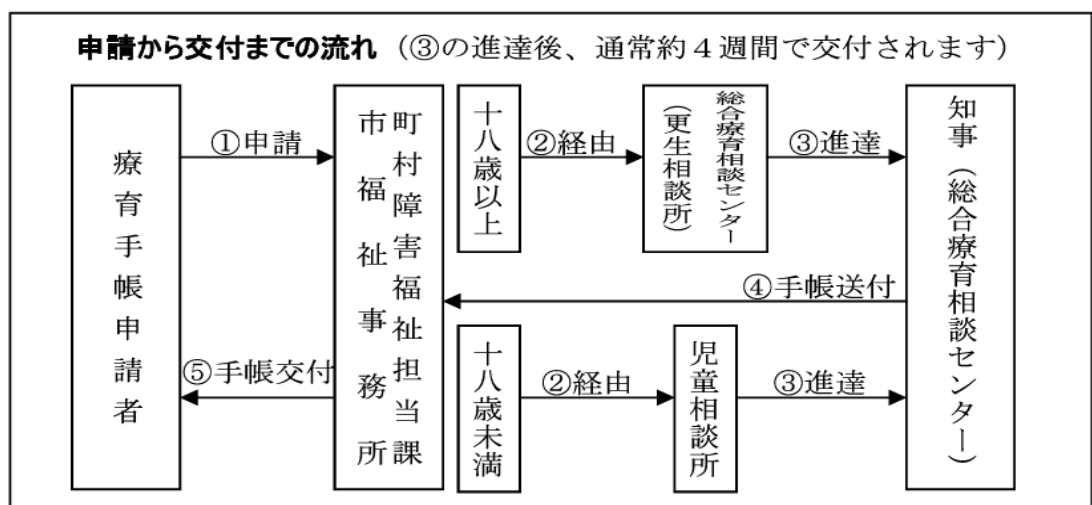 申請から交付までの流れ（③の進達後、通常約４週間で交付されます）
療育手帳申請者
①申請
町村障害福祉担当課
市福祉事務所
十八歳以上
②経由
総合療育相談センター
（更生相談所）
③進達
知事（総合療育相談センター）
④手帳送付
⑤手帳交付
十八歳未満
②経由
児童相談所
③進達